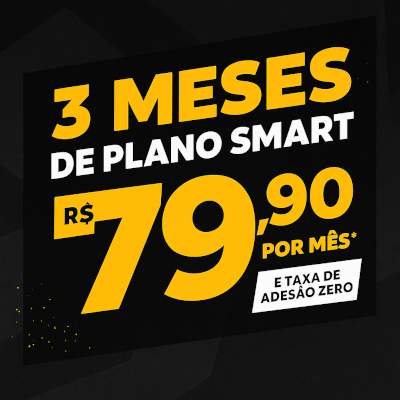 3 MESES
DE PLANO SMART
R$ 79,90
POR MÊS*
E TAXA DE
ADESÃO ZERO